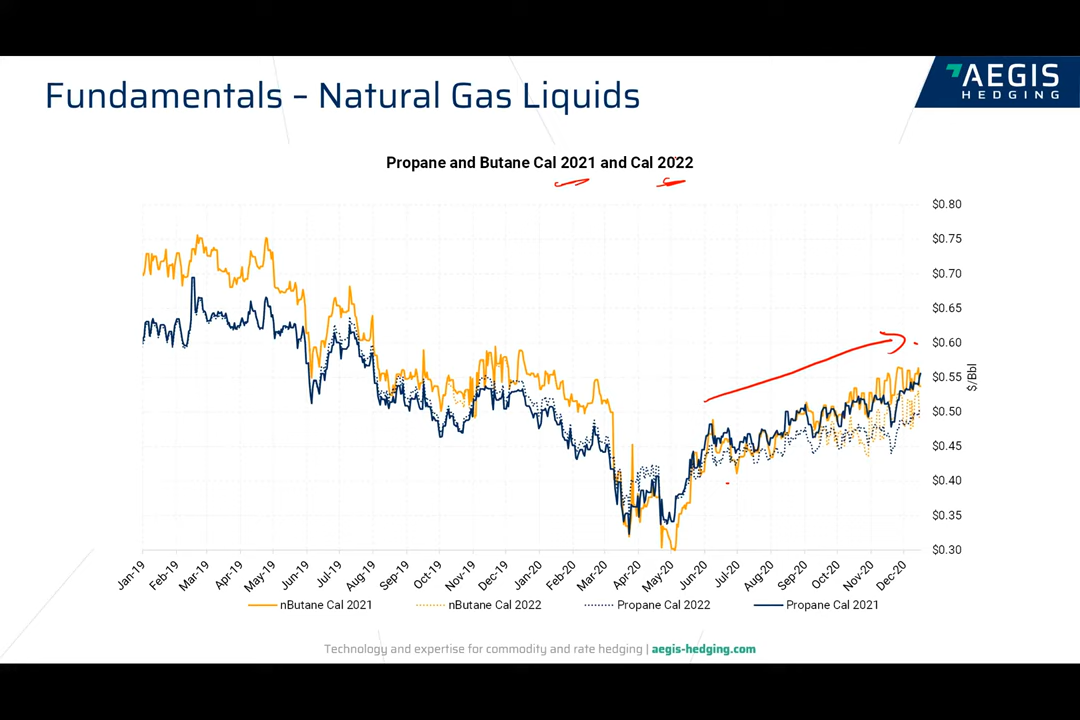 Fundamentals – Natural Gas Liquids
AEGIS
HEDGING
Propane and Butane Cal 2021 and Cal 2022
$0.80
$0.75
$0.70
$0.65
$0.60
$0.55
$0.50
$0.45
$0.40
$0.35
$0.30
$/Bbl
Jan-19 Feb-19 Mar-19 Apr-19 May-19 Jun-19 Jul-19 Aug-19 Sep-19 Oct-19 Nov-19 Dec-19 Jan-20 Feb-20 Mar-20 Apr-20 May-20 Jun-20 Jul-20 Aug-20 Sep-20 Oct-20 Nov-20 Dec-20
nButane Cal 2021 nButane Cal 2022 Propane Cal 2022 Propane Cal 2021
Technology and expertise for commodity and rate hedging | aegis-hedging.com